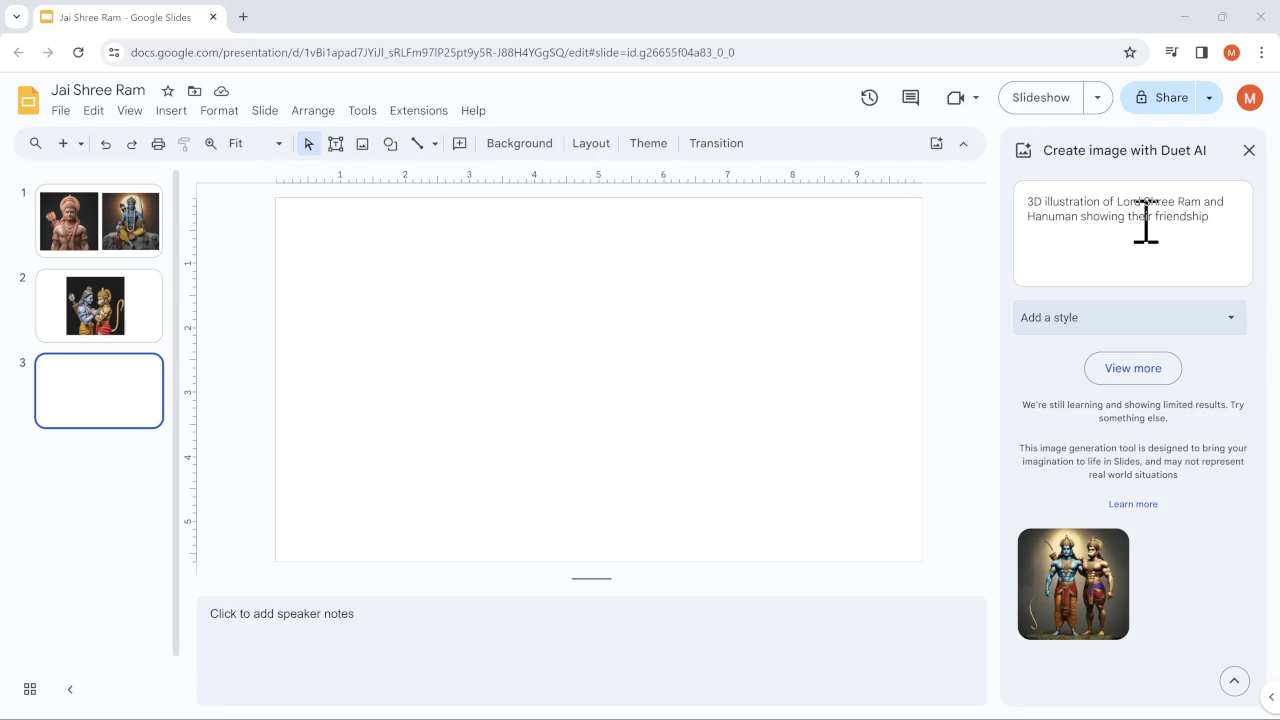 Jai Shree Ram - Google Slides
docs.google.com/presentation/d/1vBi1apad7JYiJI_sRLFm97lP25pt9y5R-J88H4YGgSQ/edit#slide=id.g26655f04a83_0_0
M
Jai Shree Ram
File Edit View Insert Format Slide Arrange Tools Extensions Help
Slideshow
Share
M
Fit
Background
Layout
Theme
Transition
1 2 3 4 5 6 7 8 9
1
2
3
1
2
3
4
5
Click to add speaker notes
Create image with Duet AI
3D illustration of Lord Shree Ram and
Hanuman showing their friendship
Add a style
View more
We're still learning and showing limited results. Try
something else.
This image generation tool is designed to bring your
imagination to life in Slides, and may not represent
real world situations
Learn more